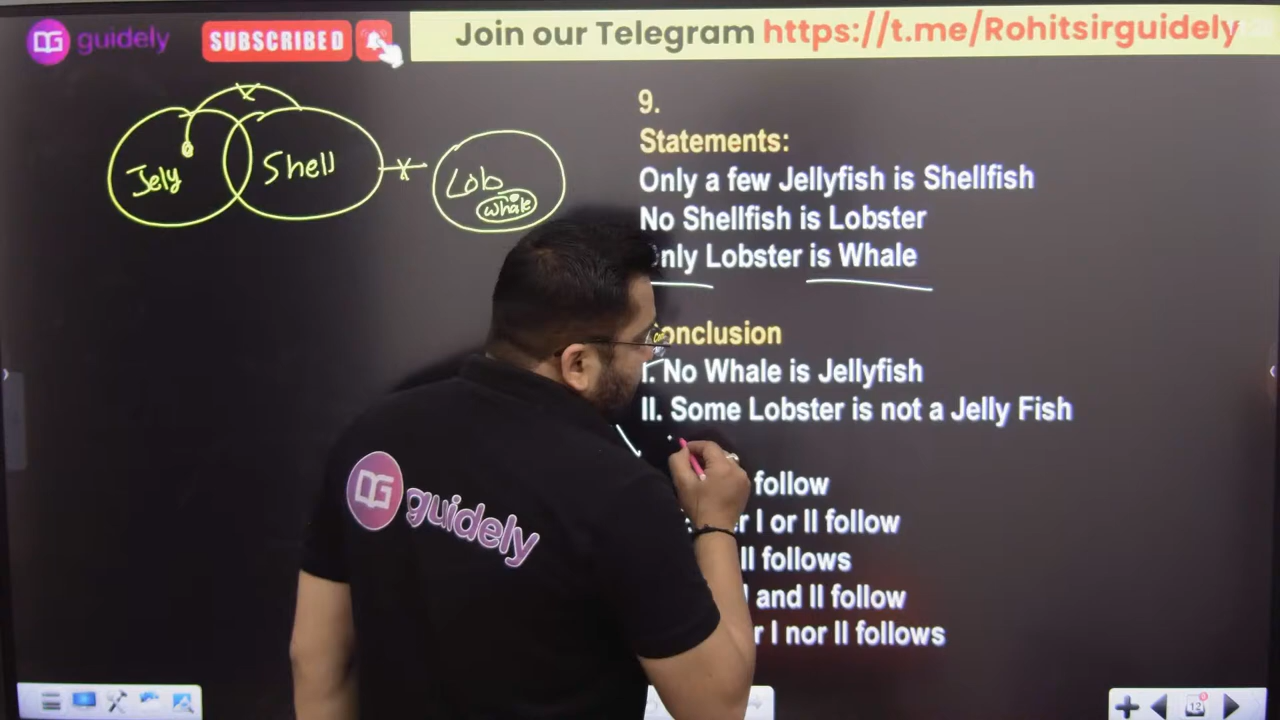 guidely
SUBSCRIBED
Join our Telegram https://t.me/Rohitsirguidely
Jely
Shell
Lob
whale
9.
Statements:
Only a few Jellyfish is Shellfish
No Shellfish is Lobster
Lobster is Whale
I. No Whale is Jellyfish
II. Some Lobster is not a Jelly Fish
follow
I or II follow
II follows
and II follow
I nor II follows
guidely
12